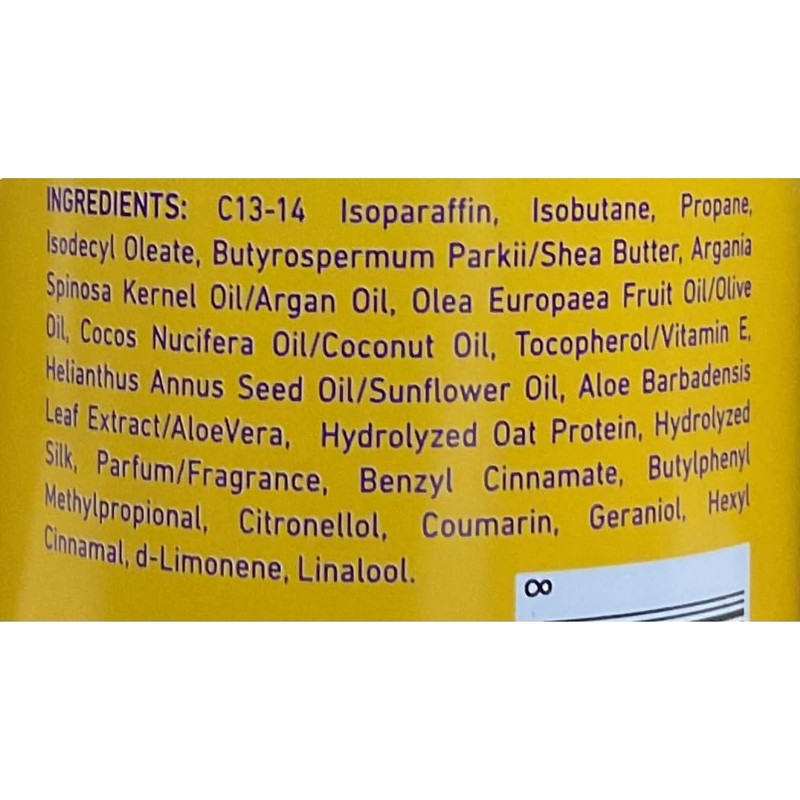 INGREDIENTS: C13-14 Isoparaffin, Isobutane, Propane,
Isodecyl Oleate, Butyrospermum Parkii/Shea Butter, Argania
Spinosa Kernel Oil/Argan Oil, Olea Europaea Fruit Oil/Olive
Oil, Cocos Nucifera Oil/Coconut Oil, Tocopherol/Vitamin E,
Helianthus Annus Seed Oil/Sunflower Oil, Aloe Barbadensis
Leaf Extract/AloeVera, Hydrolyzed Oat Protein, Hydrolyzed
Silk, Parfum/Fragrance, Benzyl Cinnamate, Butylphenyl
Methylpropional, Citronellol, Coumarin, Geraniol, Hexyl
Cinnamal, d-Limonene, Linalool.
8